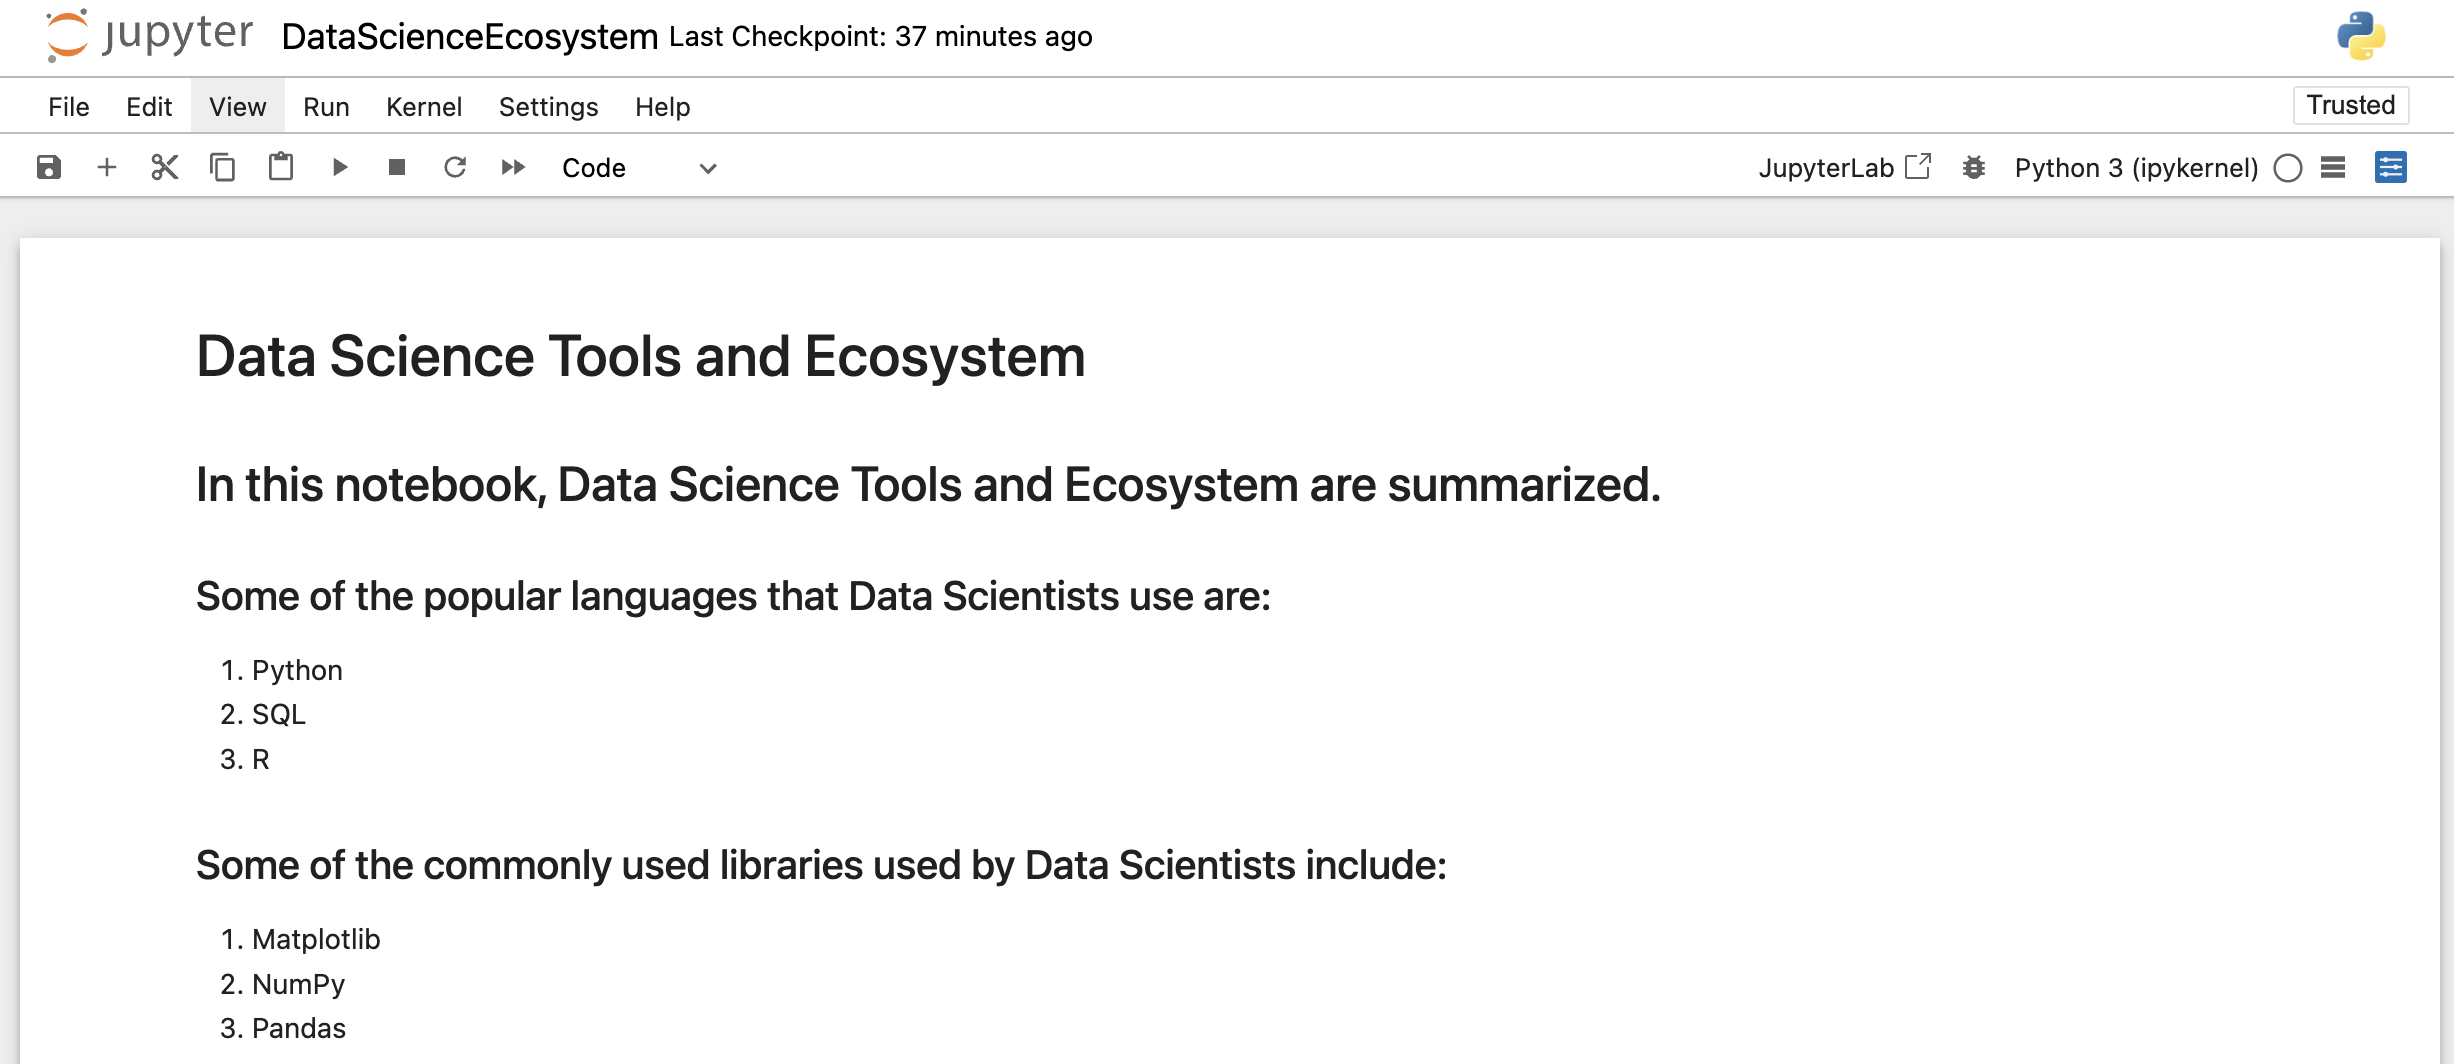 jupyter DataScienceEcosystem Last Checkpoint: 37 minutes ago
File Edit View Run Kernel Settings Help Trusted
Code JupyterLab Python 3 (ipykernel)
Data Science Tools and Ecosystem
In this notebook, Data Science Tools and Ecosystem are summarized.
Some of the popular languages that Data Scientists use are:
1. Python
2. SQL
3. R
Some of the commonly used libraries used by Data Scientists include:
1. Matplotlib
2. NumPy
3. Pandas